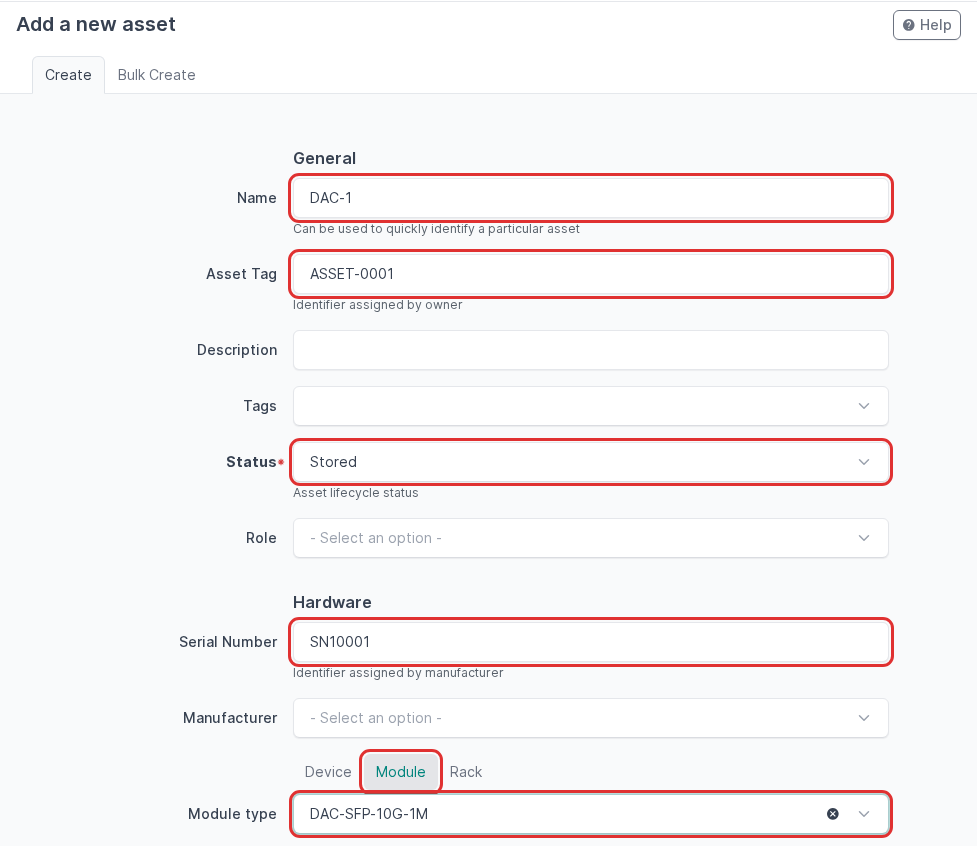 Add a new asset
Help
Create Bulk Create
General
Name DAC-1
Can be used to quickly identify a particular asset
Asset Tag ASSET-0001
Identifier assigned by owner
Description
Tags
Status* Stored
Asset lifecycle status
Role - Select an option -
Hardware
Serial Number SN10001
Identifier assigned by manufacturer
Manufacturer - Select an option -
Device Module Rack
Module type DAC-SFP-10G-1M